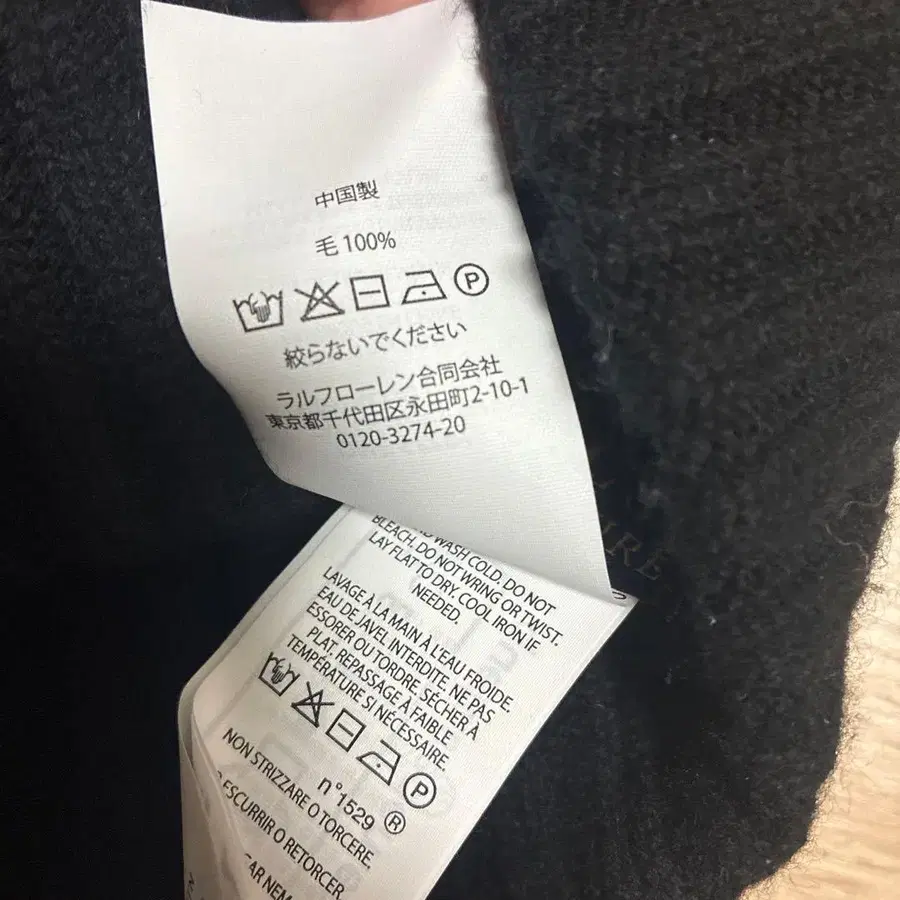 中国製
毛 100%
P
絞らないでください
ラルフローレン合同会社
東京都千代田区永田町2-10-1
0120-3274-20
WASH COLD. DO NOT
BLEACH. DO NOT WRING OR TWIST.
LAY FLAT TO DRY. COOL IRON IF
NEEDED.
LAVAGE À LA MAIN À L'EAU FROIDE.
EAU DE JAVEL INTERDITE. NE PAS
ESSORER OU TORDRE. SÉCHER À
PLAT. REPASSAGE À FAIBLE
TEMPÉRATURE SI NÉCESSAIRE.
P
n°1529 ®
NON STRIZZARE O TORCERE.
ESCURRIR O RETORCER.
AR NEM